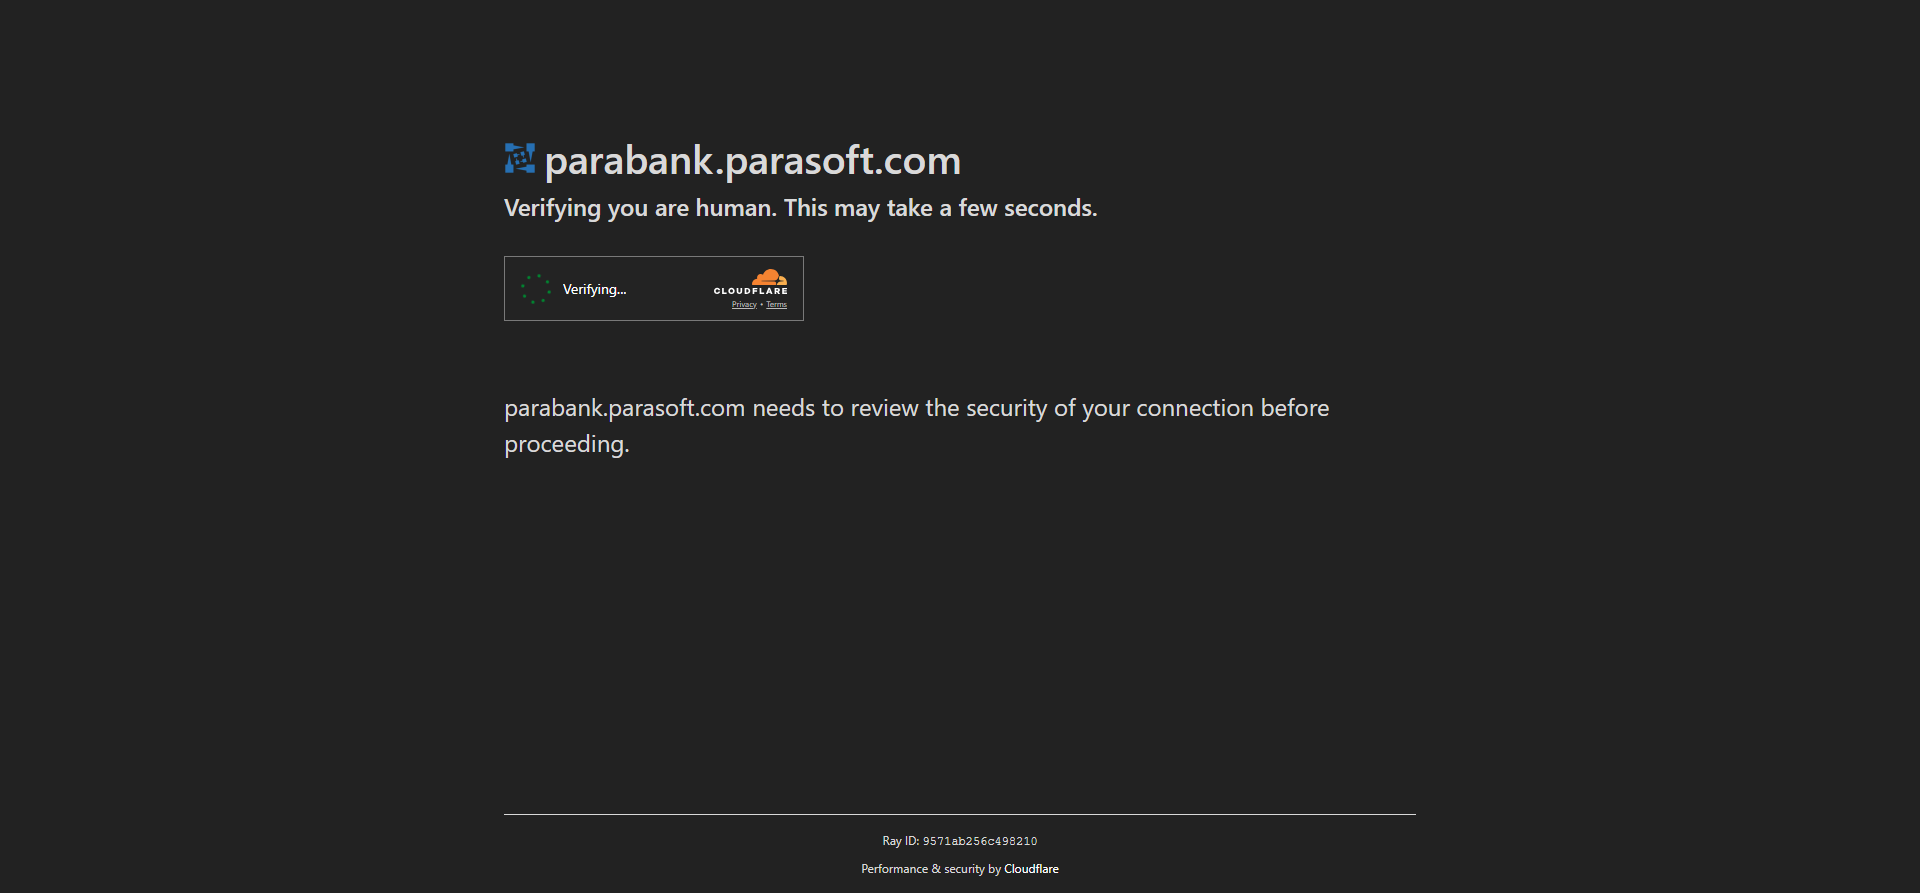 parabank.parasoft.com
Verifying you are human. This may take a few seconds.
Verifying...
CLOUDFLARE
Privacy • Terms
parabank.parasoft.com needs to review the security of your connection before
proceeding.
Ray ID: 9571ab256c498210
Performance & security by Cloudflare